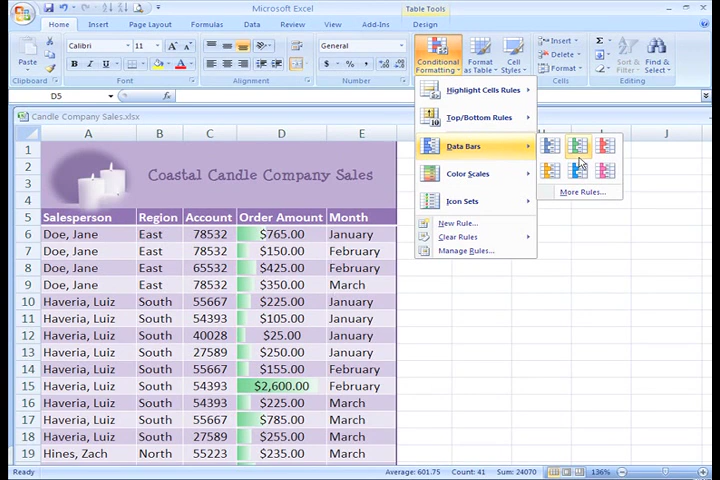 Microsoft Excel
Table Tools
Home Insert Page Layout Formulas Data Review View Add-Ins Design
Calibri 11 General Insert
Delete
Format
Paste Conditional Formatting Format as Table Cell Styles Sort & Filter Find & Select
Clipboard Font Alignment Number Cells Editing
D5 fx
Candle Company Sales.xlsx
Highlight Cells Rules
Top/Bottom Rules
Data Bars
Color Scales
Icon Sets
New Rule...
Clear Rules
Manage Rules...
More Rules...
A B C D E H I J
1
2 Coastal Candle Company Sales
3
4
5 Salesperson Region Account Order Amount Month
6 Doe, Jane East 78532 $765.00 January
7 Doe, Jane East 78532 $150.00 February
8 Doe, Jane East 65532 $425.00 February
9 Doe, Jane East 78532 $350.00 March
10 Haveria, Luiz South 55667 $225.00 January
11 Haveria, Luiz South 54393 $105.00 January
12 Haveria, Luiz South 40028 $25.00 January
13 Haveria, Luiz South 27589 $250.00 January
14 Haveria, Luiz South 55667 $155.00 February
15 Haveria, Luiz South 54393 $2,600.00 February
16 Haveria, Luiz South 55667 $225.00 March
17 Haveria, Luiz South 55667 $785.00 March
18 Haveria, Luiz South 27589 $255.00 March
19 Hines, Zach North 55223 $235.00 March
Ready Average: 601.75 Count: 41 Sum: 24070 136%